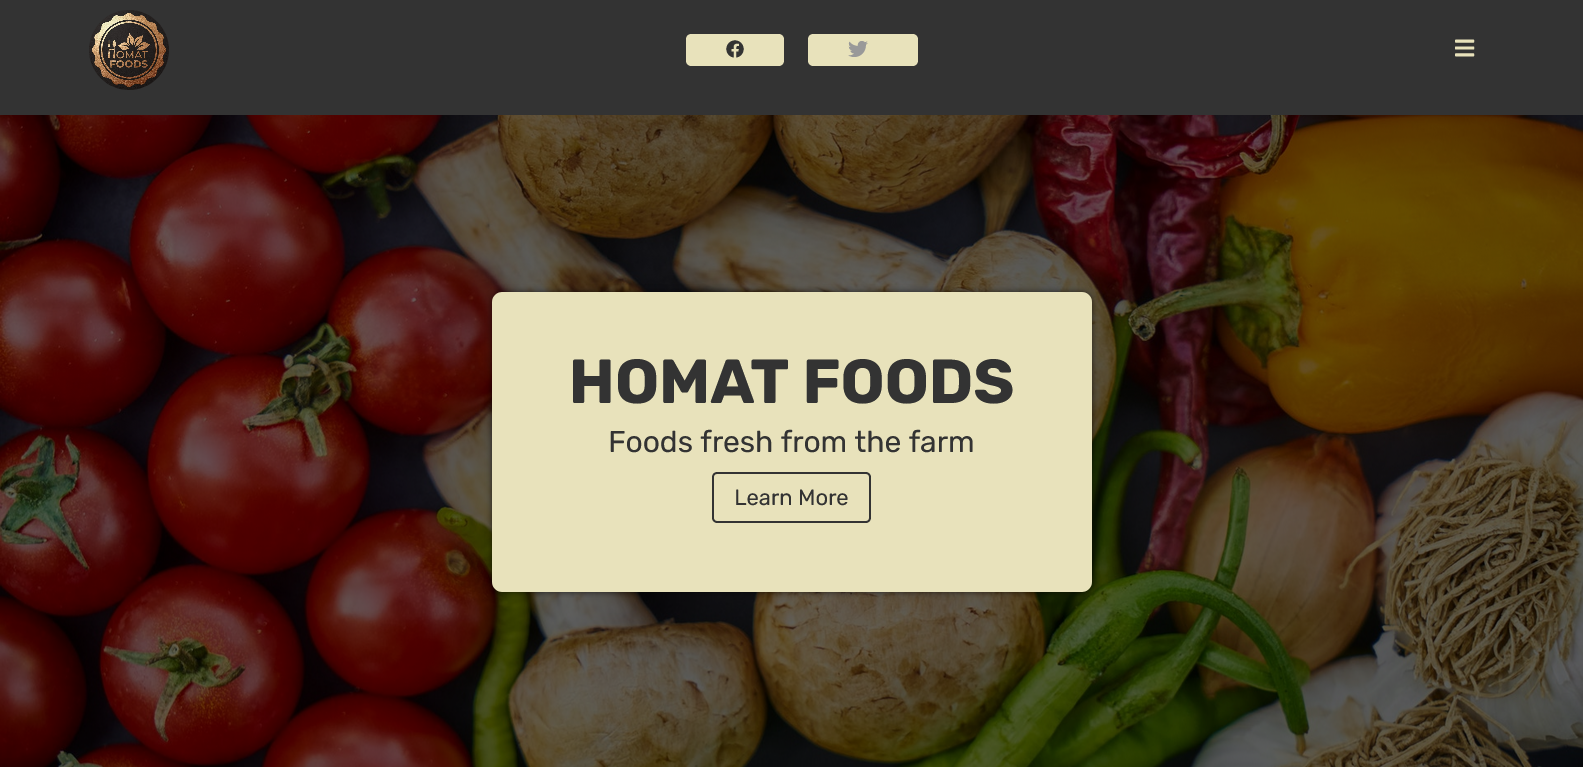 HOMAT
FOODS
HOMAT FOODS
Foods fresh from the farm
Learn More